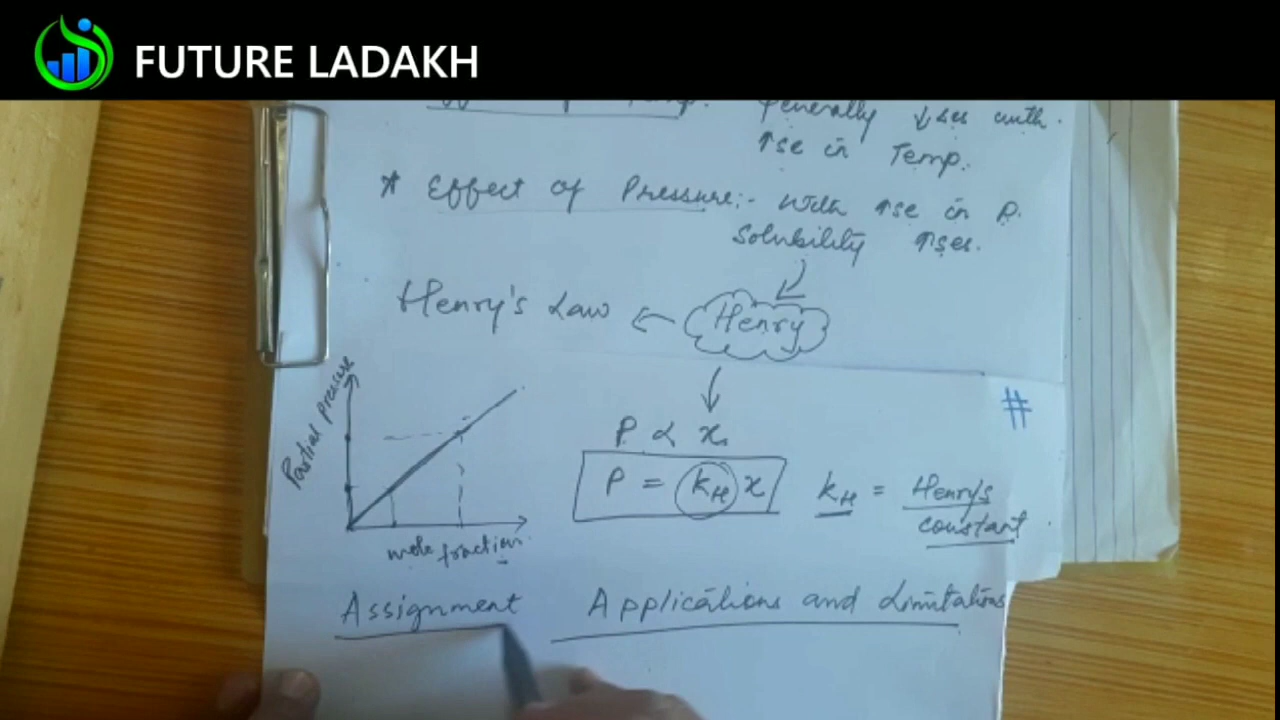 FUTURE LADAKH
Temp. Generally ↓ses with
↑se in Temp.
* Effect of Pressure:- With ↑se in P.
Solubility ↑ses.
Henry's Law ← Henry
Partial pressure
#
P ∝ x
P = kH x
kH = Henry's
constant
mole fraction
Assignment Applications and Limitations